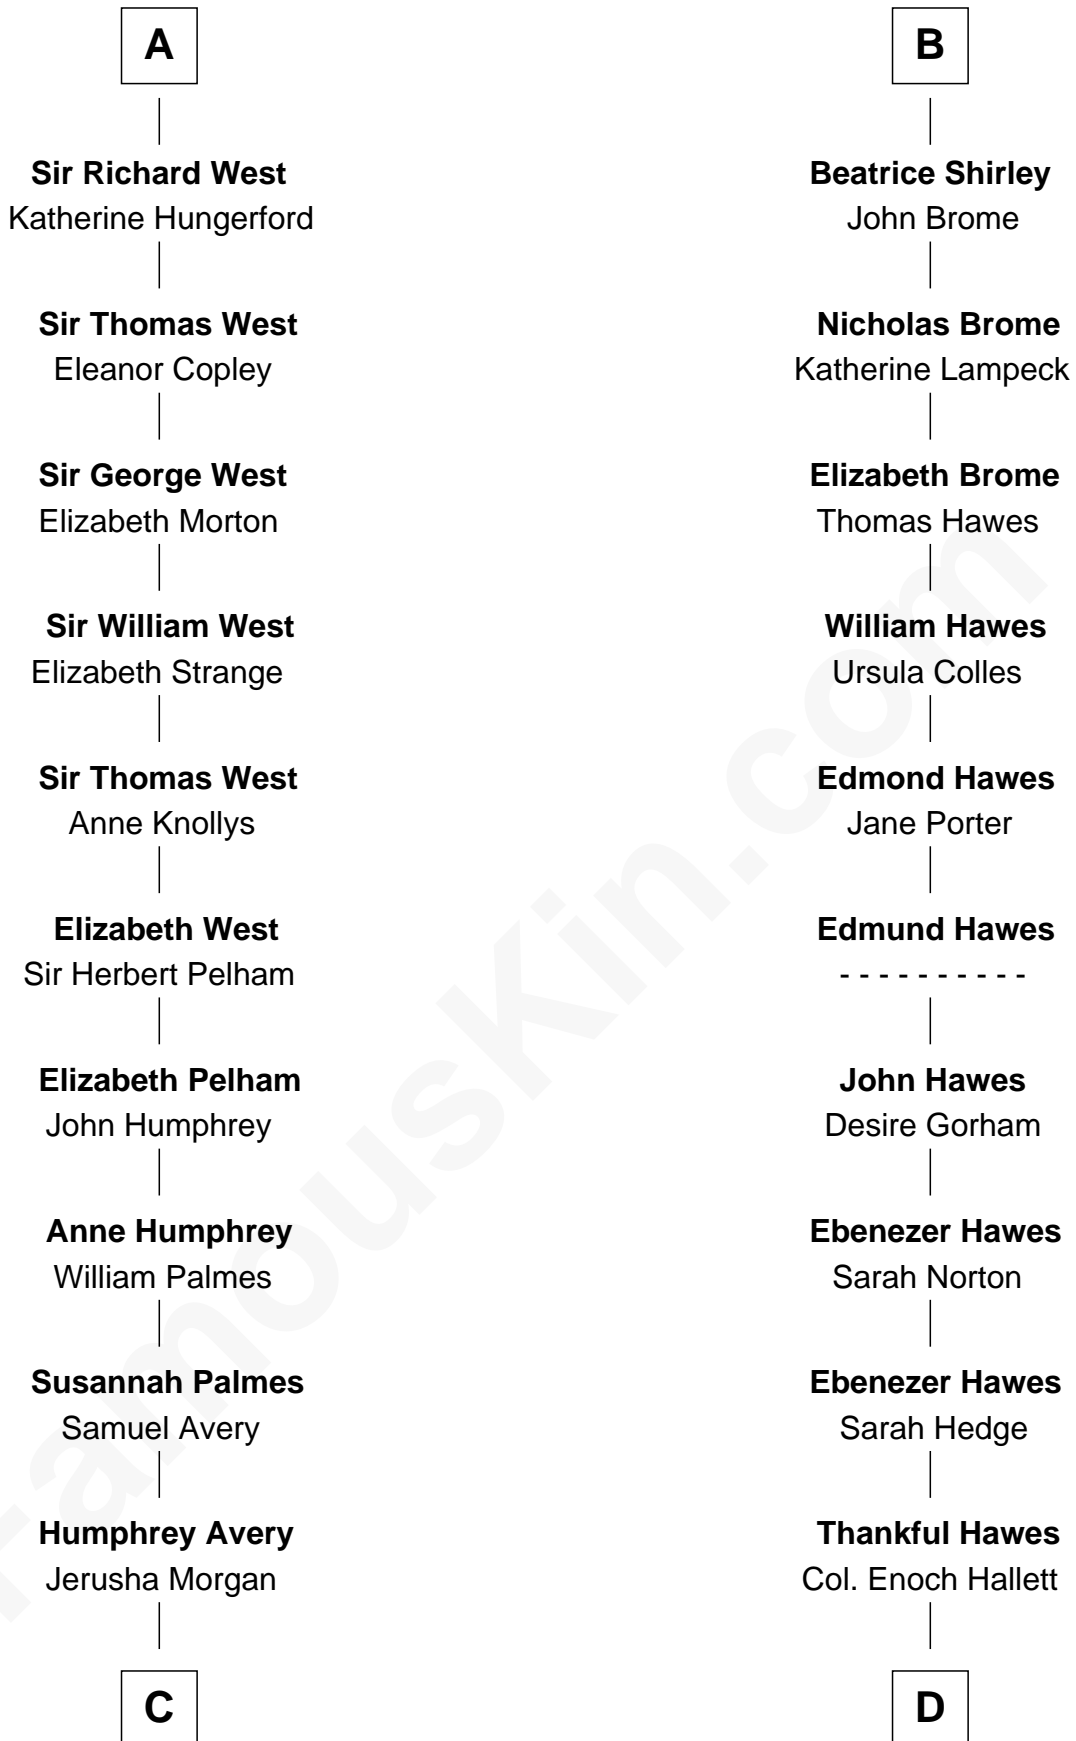 A
Sir Richard West
Katherine Hungerford
Sir Thomas West
Eleanor Copley
Sir George West
Elizabeth Morton
Sir William West
Elizabeth Strange
Sir Thomas West
Anne Knollys
Elizabeth West
Sir Herbert Pelham
Elizabeth Pelham
John Humphrey
Anne Humphrey
William Palmes
Susannah Palmes
Samuel Avery
Humphrey Avery
Jerusha Morgan
C
B
Beatrice Shirley
John Brome
Nicholas Brome
Katherine Lampeck
Elizabeth Brome
Thomas Hawes
William Hawes
Ursula Colles
Edmond Hawes
Jane Porter
Edmund Hawes
- - - - - - - - - -
John Hawes
Desire Gorham
Ebenezer Hawes
Sarah Norton
Ebenezer Hawes
Sarah Hedge
Thankful Hawes
Col. Enoch Hallett
D
FamousKin.com